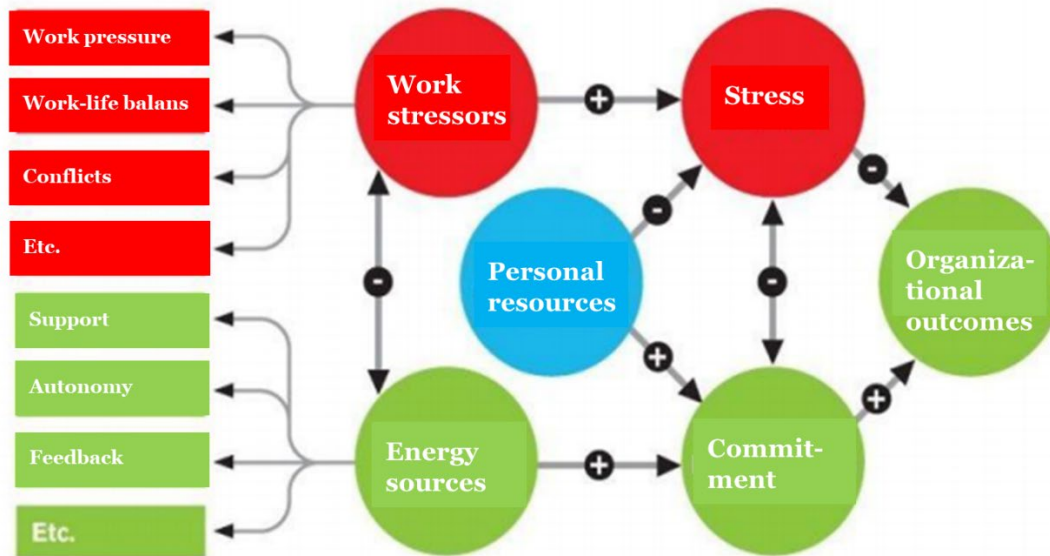 Work pressure
Work-life balans
Conflicts
Etc.
Support
Autonomy
Feedback
Etc.
Work
stressors
+
Stress
-
-
Personal
resources
-
-
Organiza-
tional
outcomes
+
+
Energy
sources
+
Commit-
ment